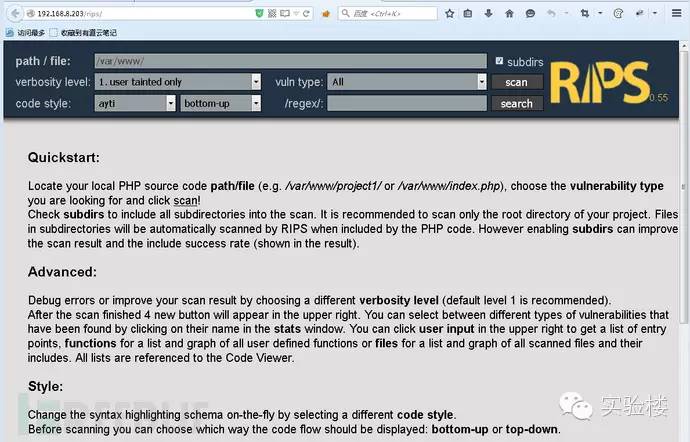 192.168.8.203/rips/
百度 <Ctrl+K>
访问最多 收藏到有道云笔记
path / file: /var/www/ subdirs
verbosity level: 1. user tainted only vuln type: All scan
code style: ayti bottom-up /regex/: search
RIPS 0.55
Quickstart:
Locate your local PHP source code path/file (e.g. /var/www/project1/ or /var/www/index.php), choose the vulnerability type
you are looking for and click scan!
Check subdirs to include all subdirectories into the scan. It is recommended to scan only the root directory of your project. Files
in subdirectories will be automatically scanned by RIPS when included by the PHP code. However enabling subdirs can improve
the scan result and the include success rate (shown in the result).
Advanced:
Debug errors or improve your scan result by choosing a different verbosity level (default level 1 is recommended).
After the scan finished 4 new button will appear in the upper right. You can select between different types of vulnerabilities that
have been found by clicking on their name in the stats window. You can click user input in the upper right to get a list of entry
points, functions for a list and graph of all user defined functions or files for a list and graph of all scanned files and their
includes. All lists are referenced to the Code Viewer.
Style:
Change the syntax highlighting schema on-the-fly by selecting a different code style.
Before scanning you can choose which way the code flow should be displayed: bottom-up or top-down.
实验楼